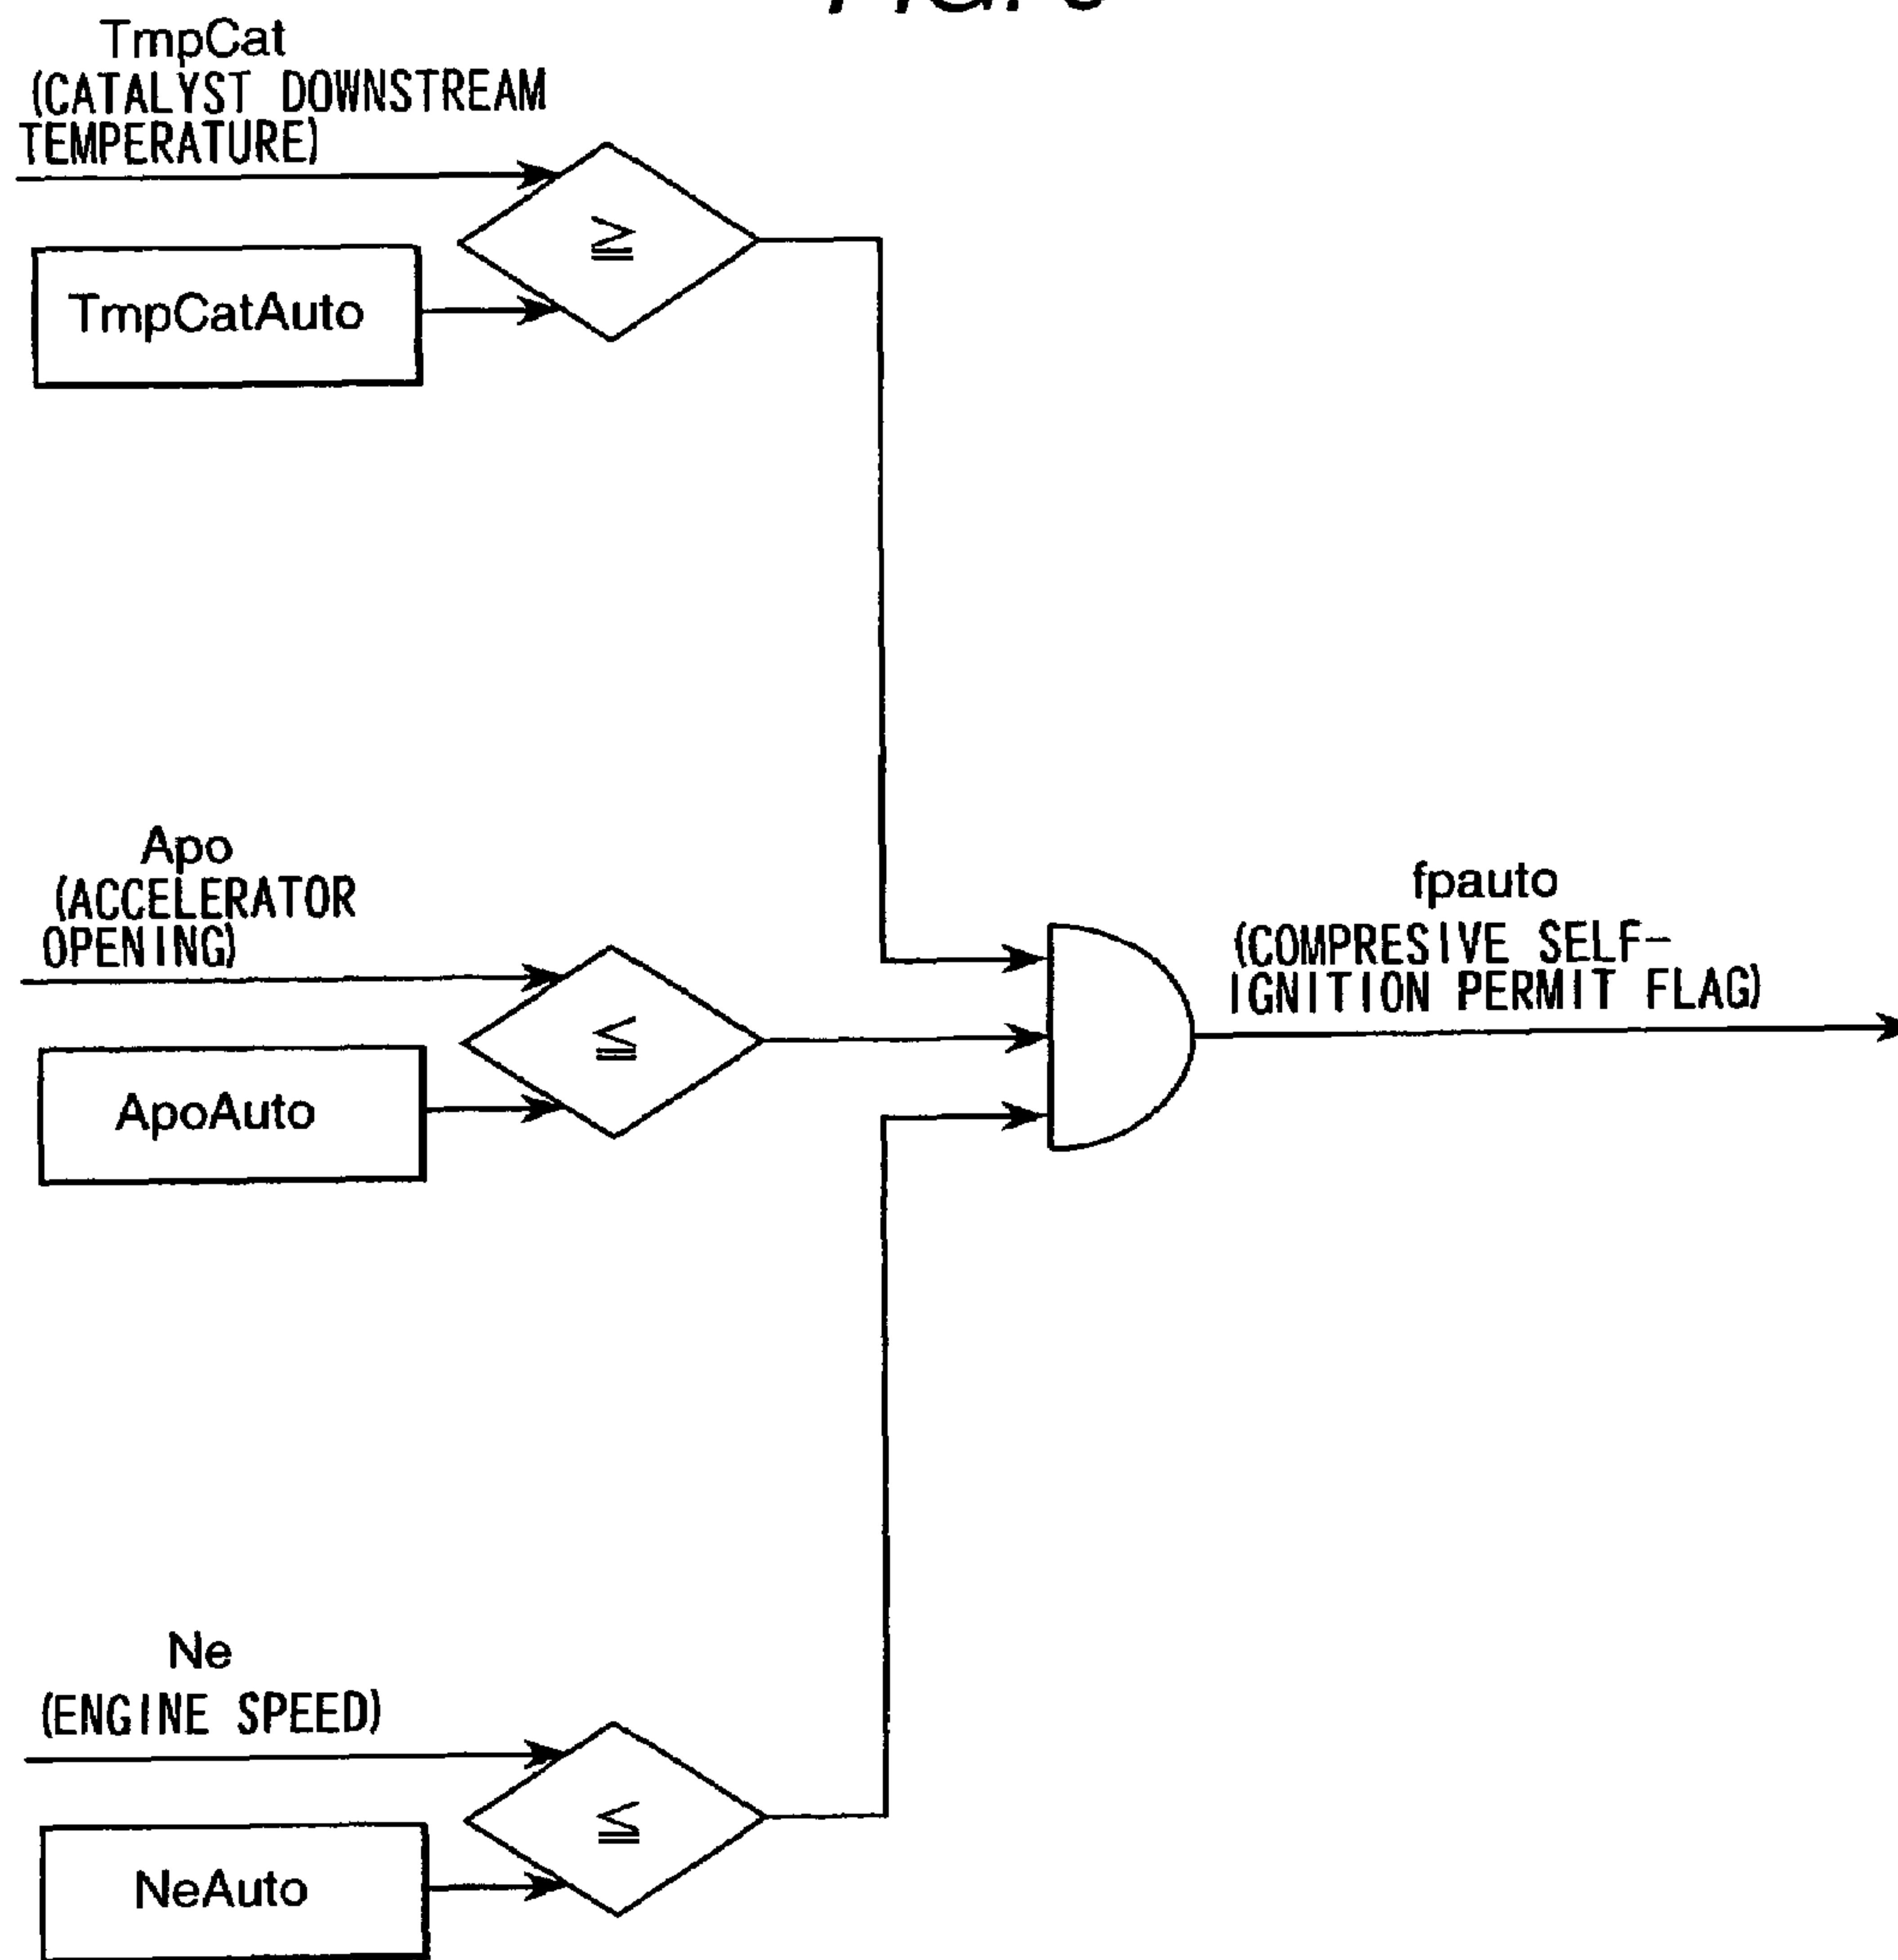 TmpCat
(CATALYST DOWNSTREAM
TEMPERATURE)
≧
TmpCatAuto
Apo
(ACCELERATOR
OPENING)
≦
ApoAuto
fpauto
(COMPRESIVE SELF-
IGNITION PERMIT FLAG)
Ne
(ENGINE SPEED)
≦
NeAuto